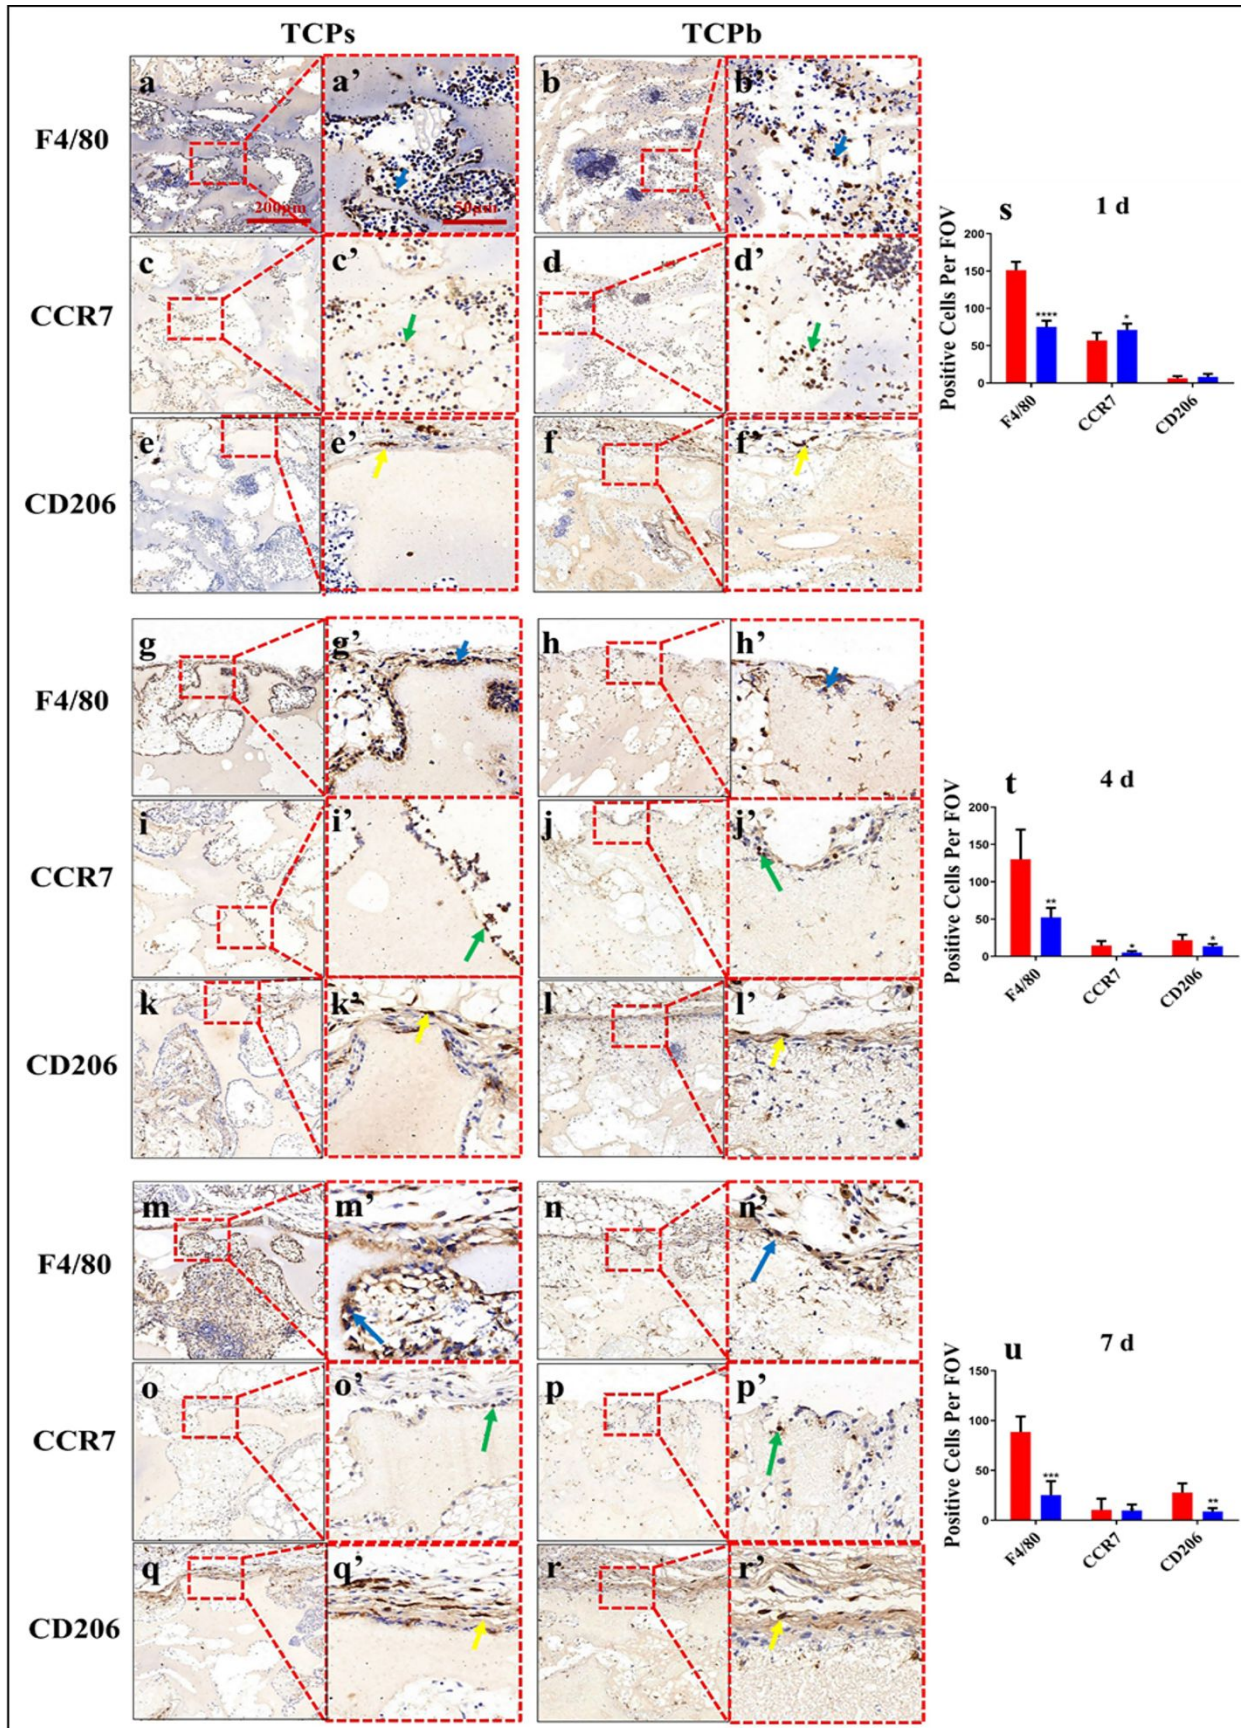 TCPs TCPb
F4/80 a a’ b b’
200μm 50μm
CCR7 c c’ d d’
CD206 e e’ f f’
s 1 d
Positive Cells Per FOV
200
150
100
50
0
F4/80 CCR7 CD206
**** *
F4/80 g g’ h h’
CCR7 i i’ j j’
CD206 k k’ l l’
t 4 d
Positive Cells Per FOV
200
150
100
50
0
F4/80 CCR7 CD206
** * *
F4/80 m m’ n n’
CCR7 o o’ p p’
CD206 q q’ r r’
u 7 d
Positive Cells Per FOV
150
100
50
0
F4/80 CCR7 CD206
*** **